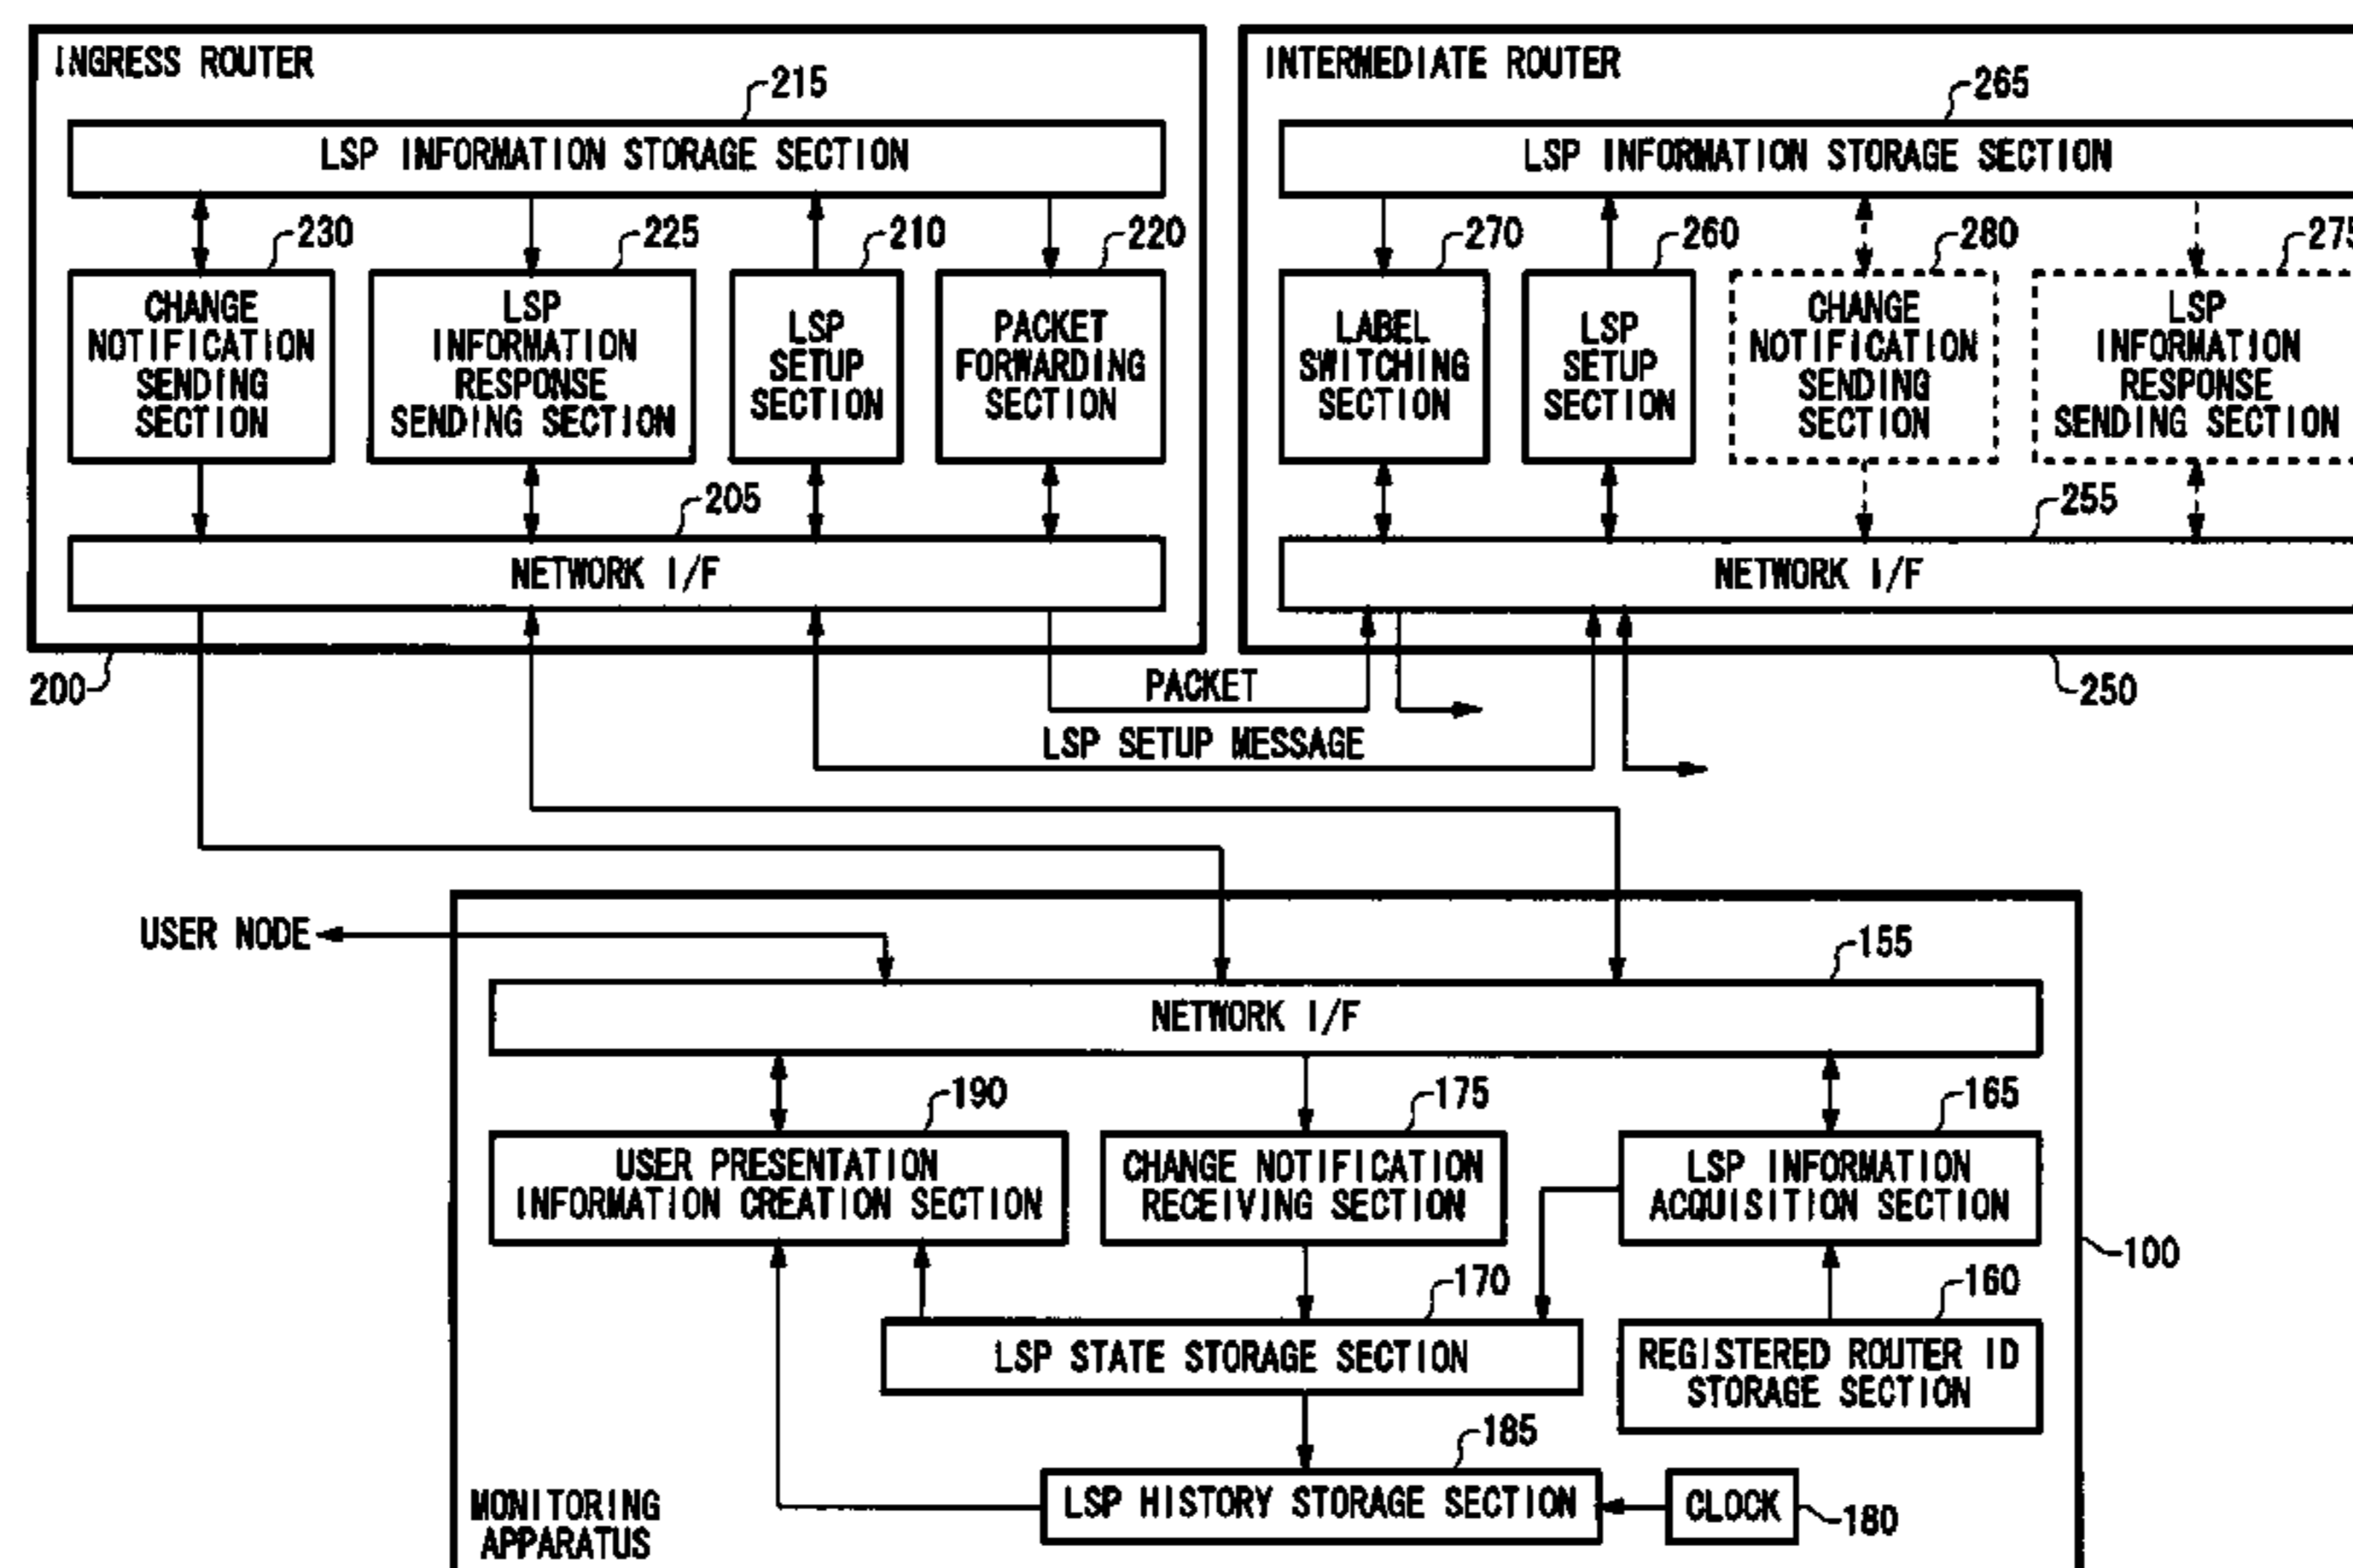 INGRESS ROUTER
215
LSP INFORMATION STORAGE SECTION
230
225
210
220
CHANGE
NOTIFICATION
SENDING
SECTION
LSP
INFORMATION
RESPONSE
SENDING SECTION
LSP
SETUP
SECTION
PACKET
FORWARDING
SECTION
205
NETWORK I/F
200
INTERMEDIATE ROUTER
265
LSP INFORMATION STORAGE SECTION
270
260
280
275
LABEL
SWITCHING
SECTION
LSP
SETUP
SECTION
CHANGE
NOTIFICATION
SENDING
SECTION
LSP
INFORMATION
RESPONSE
SENDING SECTION
255
NETWORK I/F
250
PACKET
LSP SETUP MESSAGE
USER NODE
155
NETWORK I/F
190
175
165
USER PRESENTATION
INFORMATION CREATION SECTION
CHANGE NOTIFICATION
RECEIVING SECTION
LSP INFORMATION
ACQUISITION SECTION
100
170
160
LSP STATE STORAGE SECTION
REGISTERED ROUTER ID
STORAGE SECTION
185
LSP HISTORY STORAGE SECTION
CLOCK
180
MONITORING
APPARATUS